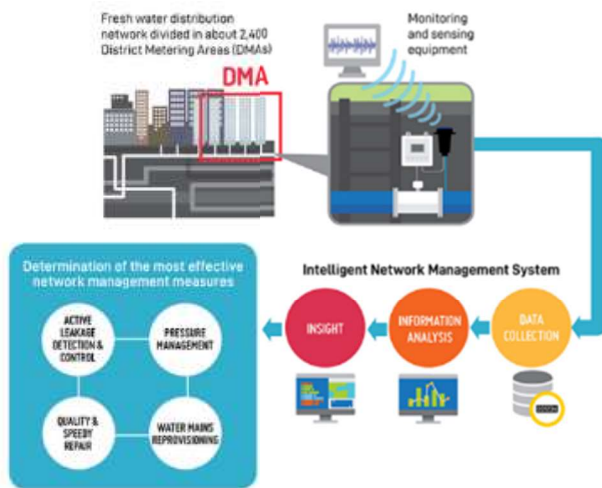 Fresh water distribution
network divided in about 2,400
District Metering Areas (DMAs)
Monitoring
and sensing
equipment
DMA
Determination of the most effective
network management measures
ACTIVE
LEAKAGE
DETECTION &
CONTROL
PRESSURE
MANAGEMENT
QUALITY &
SPEEDY
REPAIR
WATER MAINS
REPROVISIONING
Intelligent Network Management System
INSIGHT
INFORMATION
ANALYSIS
DATA
COLLECTION